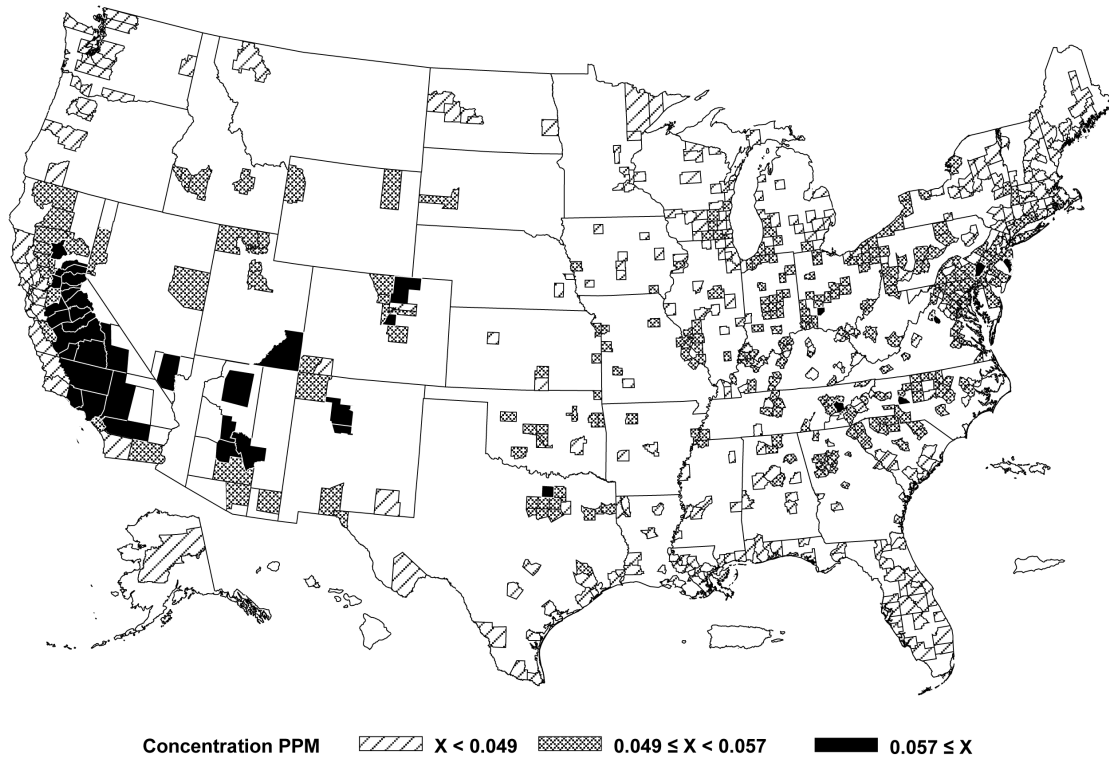 Concentration PPM X < 0.049 0.049 ≤ X < 0.057 0.057 ≤ X